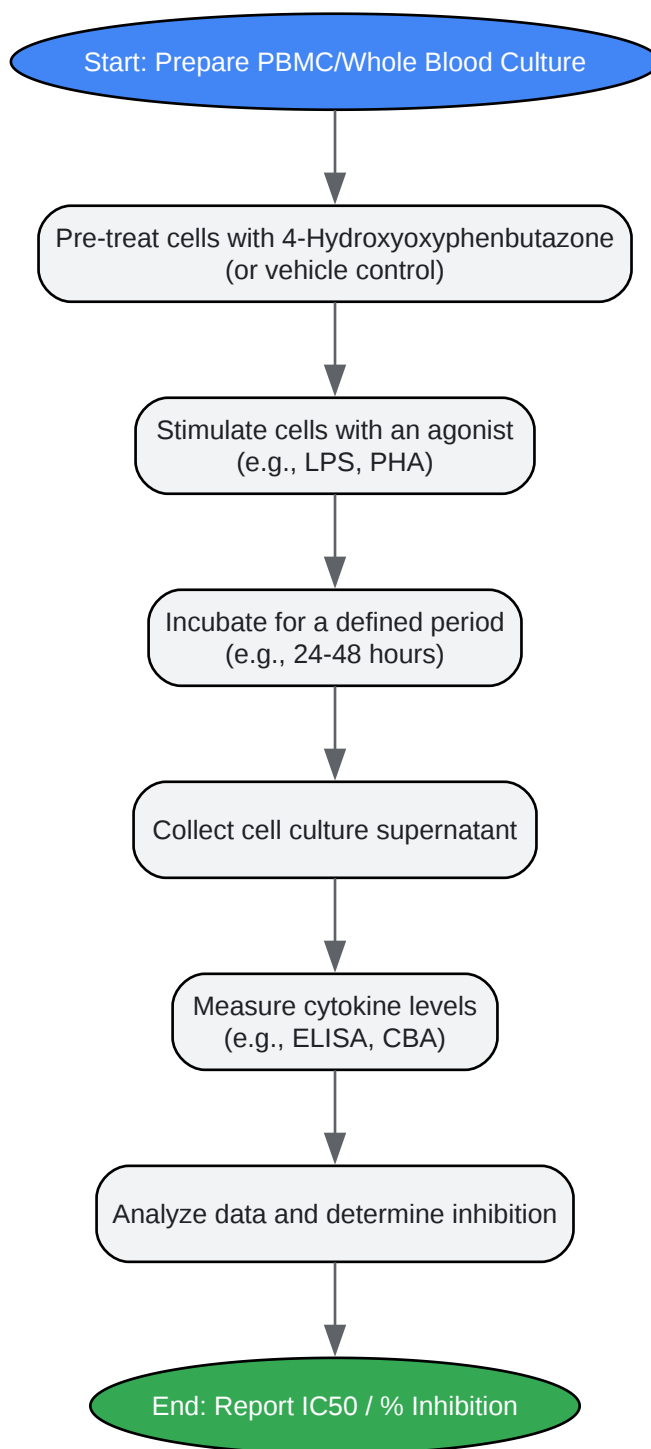 Start: Prepare PBMC/Whole Blood Culture
Pre-treat cells with 4-Hydroxyoxyphenbutazone
(or vehicle control)
Stimulate cells with an agonist
(e.g., LPS, PHA)
Incubate for a defined period
(e.g., 24-48 hours)
Collect cell culture supernatant
Measure cytokine levels
(e.g., ELISA, CBA)
Analyze data and determine inhibition
End: Report IC50 / % Inhibition